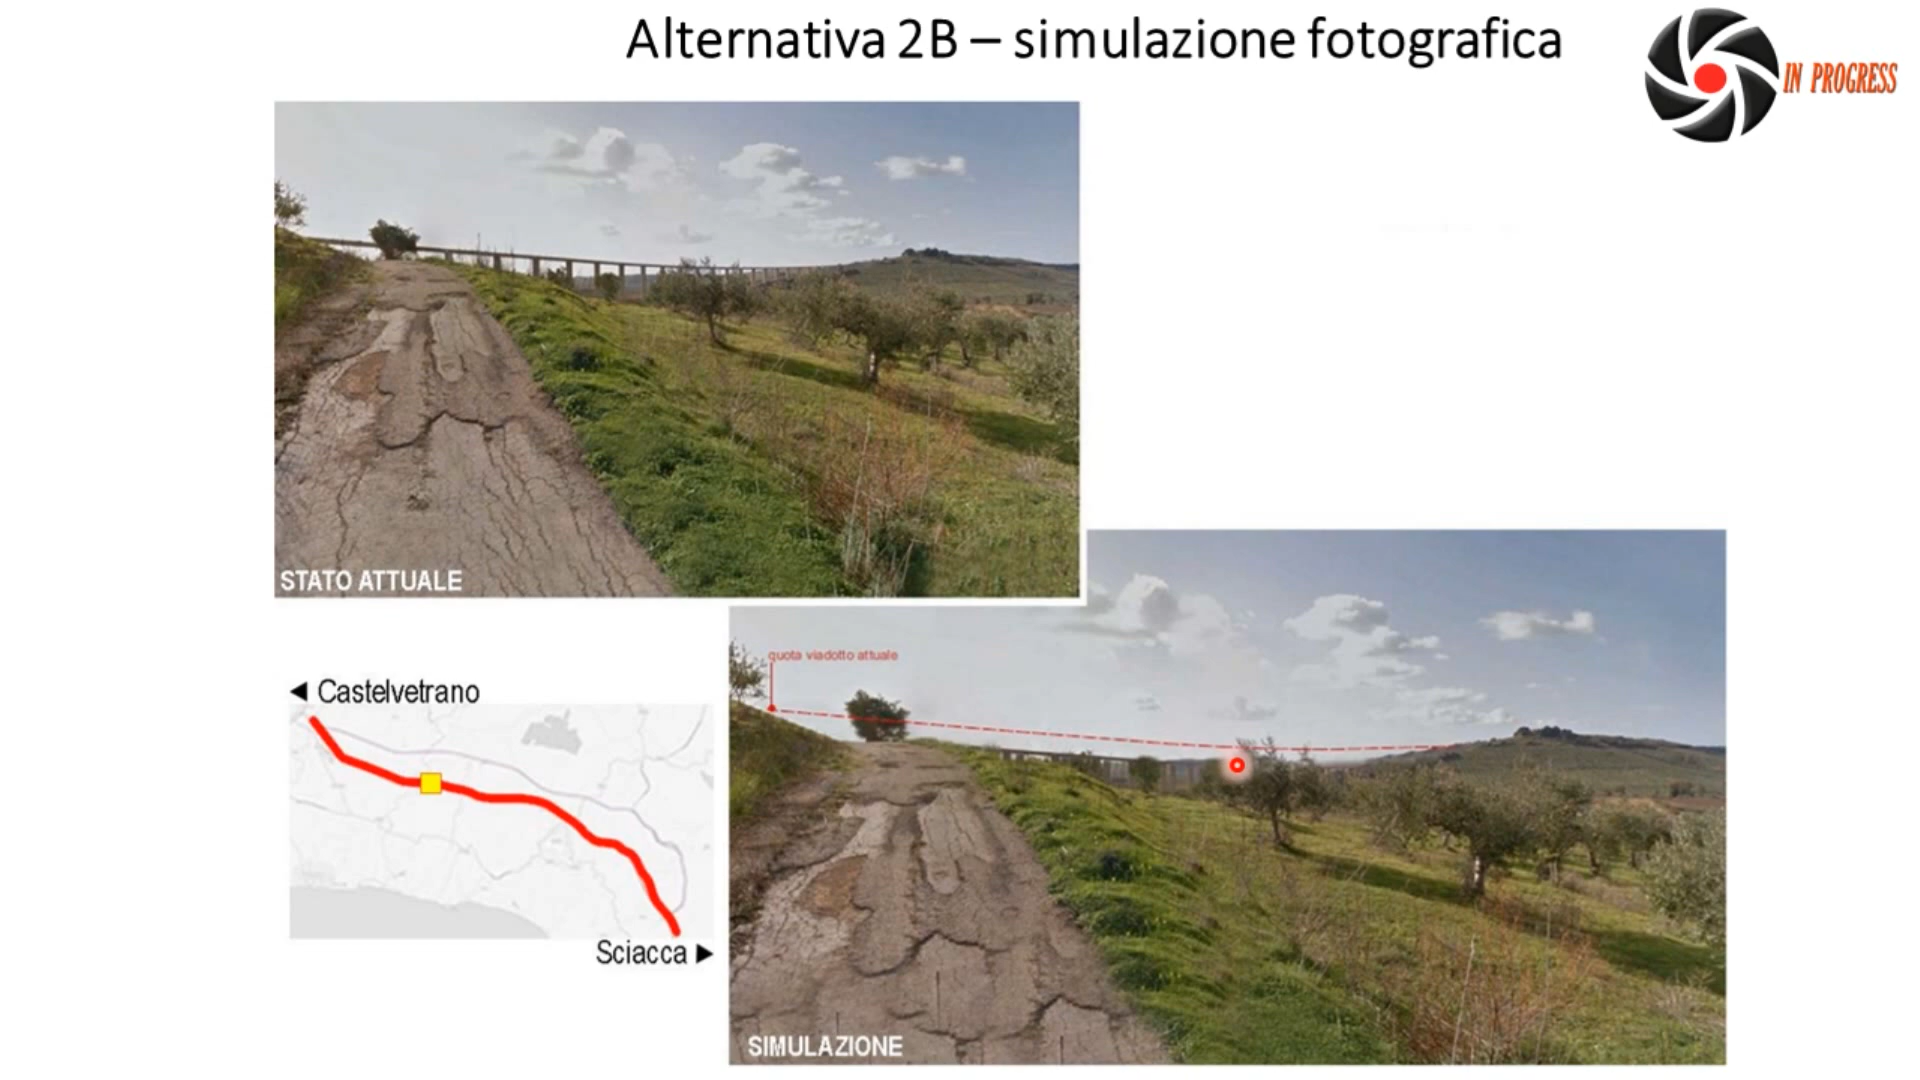 Alternativa 2B – simulazione fotografica
IN PROGRESS
STATO ATTUALE
quota viadotto attuale
Castelvetrano
Sciacca
SIMULAZIONE